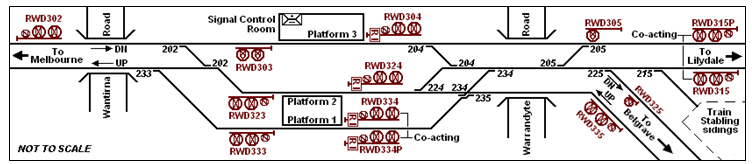 RWD302
Road
Signal Control
Room
Platform 3
RWD304
Road
RWD305
Co-acting
RWD315P
To
Melbourne
DN
UP
202
RWD303
204
205
To
Lilydale
233
202
RWD324
204
224
234
234
205
225
215
RWD315
Wantirna
RWD323
Platform 2
Platform 1
RWD334
235
Warrandyte
DN
UP
RWD325
RWD335
To
Belgrave
Train
Stabling
sidings
Co-acting
RWD333
RWD334P
NOT TO SCALE